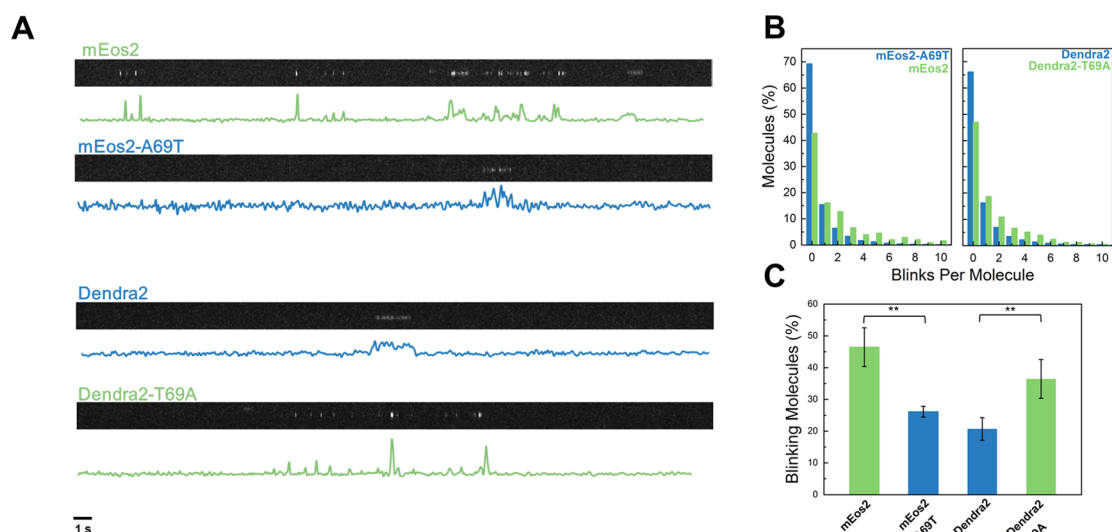 A
mEos2
mEos2-A69T
Dendra2
Dendra2-T69A
1 s
B
mEos2-A69T
mEos2
Dendra2
Dendra2-T69A
Molecules (%)
70
60
50
40
30
20
10
0
0 2 4 6 8 10
0 2 4 6 8 10
Blinks Per Molecule
C
Blinking Molecules (%)
60
50
40
30
20
10
0
**
**
mEos2
mEos2
Dendra2
Dendra2